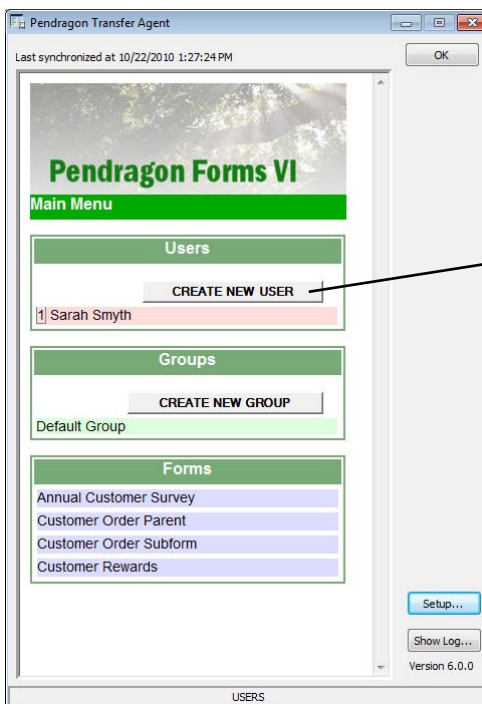 Pendragon Transfer Agent
Last synchronized at 10/22/2010 1:27:24 PM
OK
Pendragon Forms VI
Main Menu
Users
CREATE NEW USER
1 Sarah Smyth
Groups
CREATE NEW GROUP
Default Group
Forms
Annual Customer Survey
Customer Order Parent
Customer Order Subform
Customer Rewards
Setup...
Show Log...
Version 6.0.0
USERS